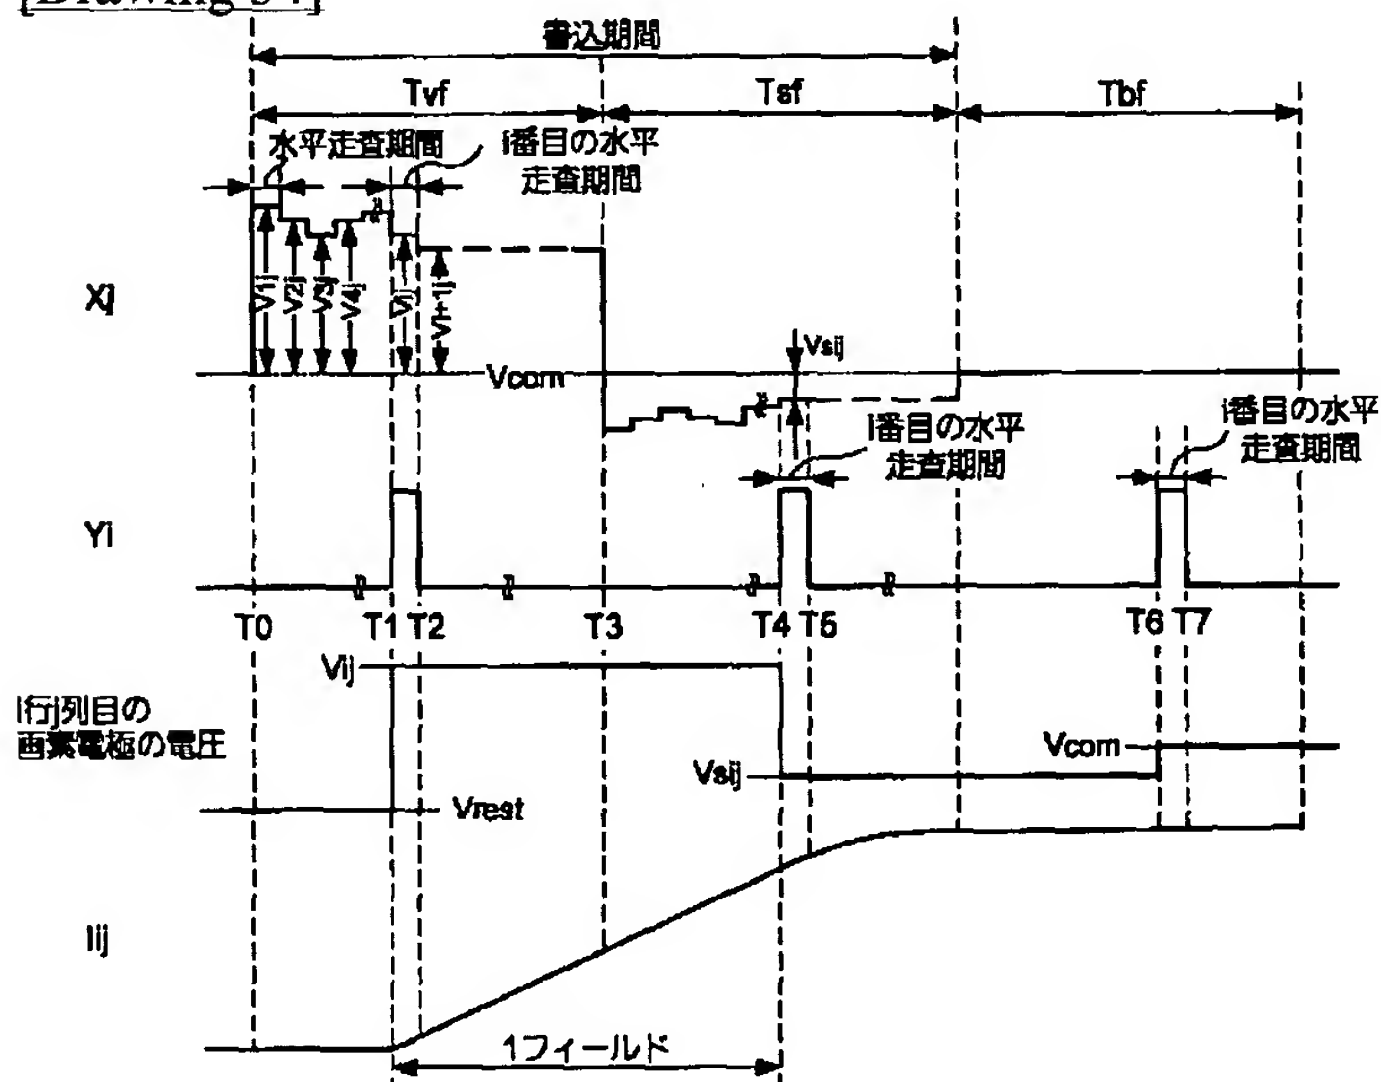 書込期間
Tvf
Tsf
Tbf
水平走査期間
i番目の水平
走査期間
Xj
V1j
V2j
V3j
V4j
Vij
Vi+1j
Vcom
Vsij
i番目の水平
走査期間
i番目の水平
走査期間
Yi
T0
T1
T2
T3
T4
T5
T6
T7
Vij
i行j列目の
画素電極の電圧
Vsij
Vcom
Vrest
Iij
1フィールド